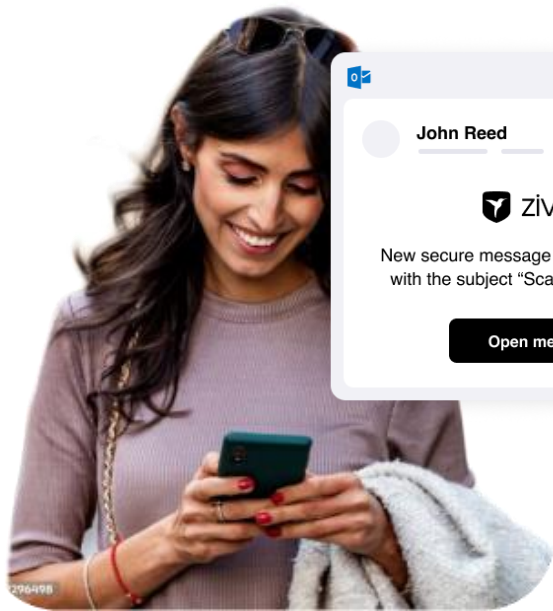 John Reed
New secure message
with the subject “Sca
Open me
296498